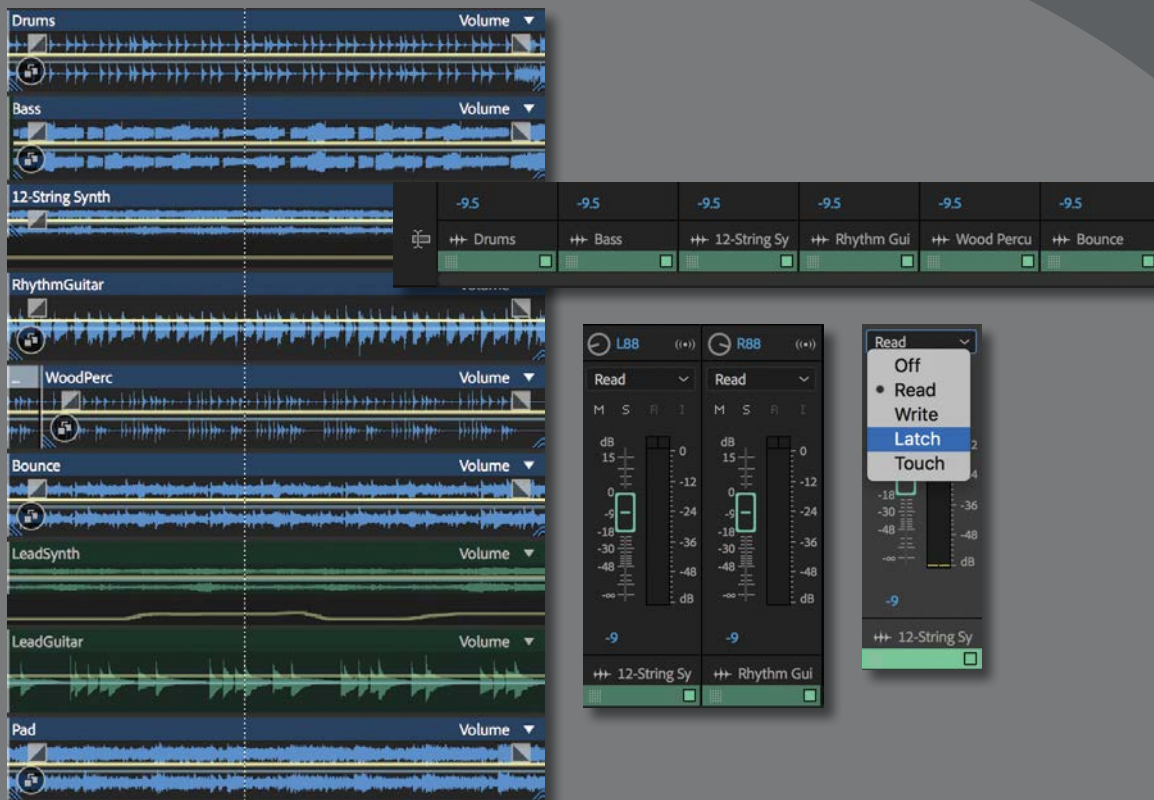 Drums Volume
Bass Volume
12-String Synth
-9.5 -9.5 -9.5 -9.5 -9.5 -9.5
Drums Bass 12-String Sy Rhythm Gui Wood Percu Bounce
RhythmGuitar
... WoodPerc Volume
Bounce Volume
LeadSynth Volume
LeadGuitar Volume
Pad Volume
L88 R88
Read Read
M S R I M S R I
dB dB
15 0 15 0
0 -12 0 -12
-9 -24 -9 -24
-18 -18
-30 -36 -30 -36
-48 -48 -48 -48
-∞ dB -∞ dB
-9 -9
12-String Sy Rhythm Gui
Read
Off
Read
Write
Latch
Touch
-18
-30 -36
-48 -48
-∞ dB
-9
12-String Sy